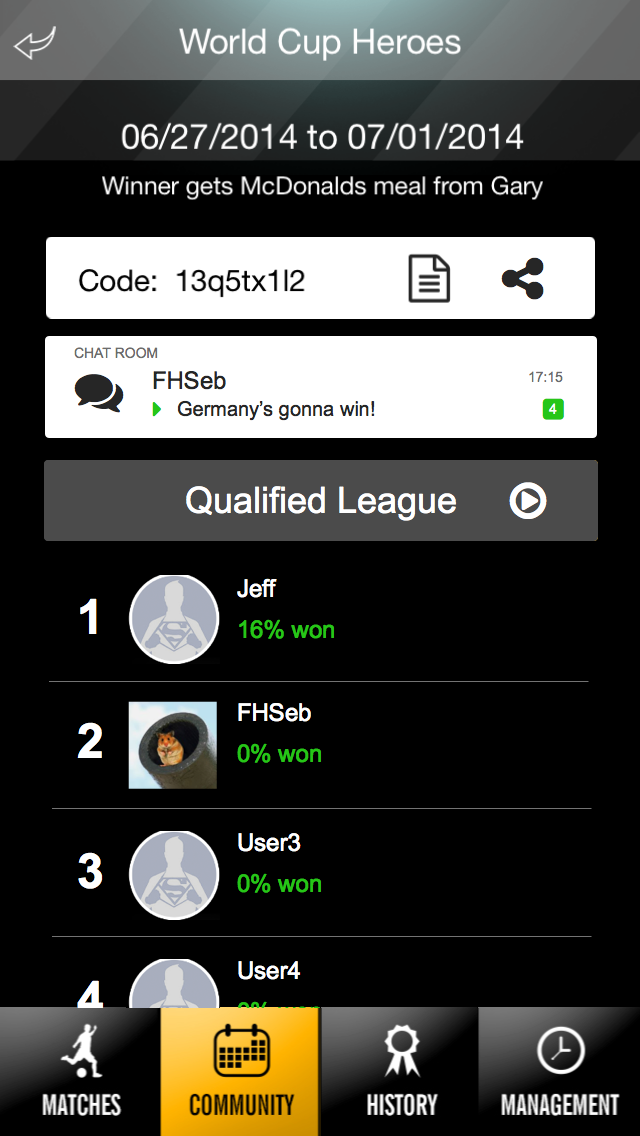 World Cup Heroes
06/27/2014 to 07/01/2014
Winner gets McDonalds meal from Gary
Code: 13q5tx1l2
CHAT ROOM
FHSeb 17:15
Germany's gonna win! 4
Qualified League
1 Jeff
16% won
2 FHSeb
0% won
3 User3
0% won
4 User4
MATCHES COMMUNITY HISTORY MANAGEMENT